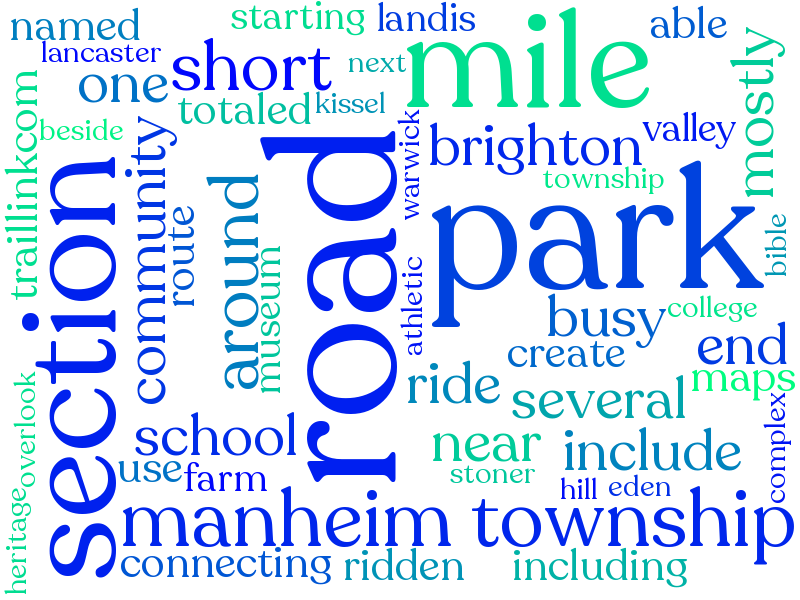 named
starting
landis
able
lancaster
short
next
mile
mostly
one
totaled
kissel
traillinkcom
beside
community
road
warwick
brighton
valley
township
section
route
around
museum
park
bible
athletic
busy
college
create
end
ride
maps
several
heritage
overlook
school
near
include
complex
use
farm
stoner
hill
eden
manheim township
connecting
ridden
including